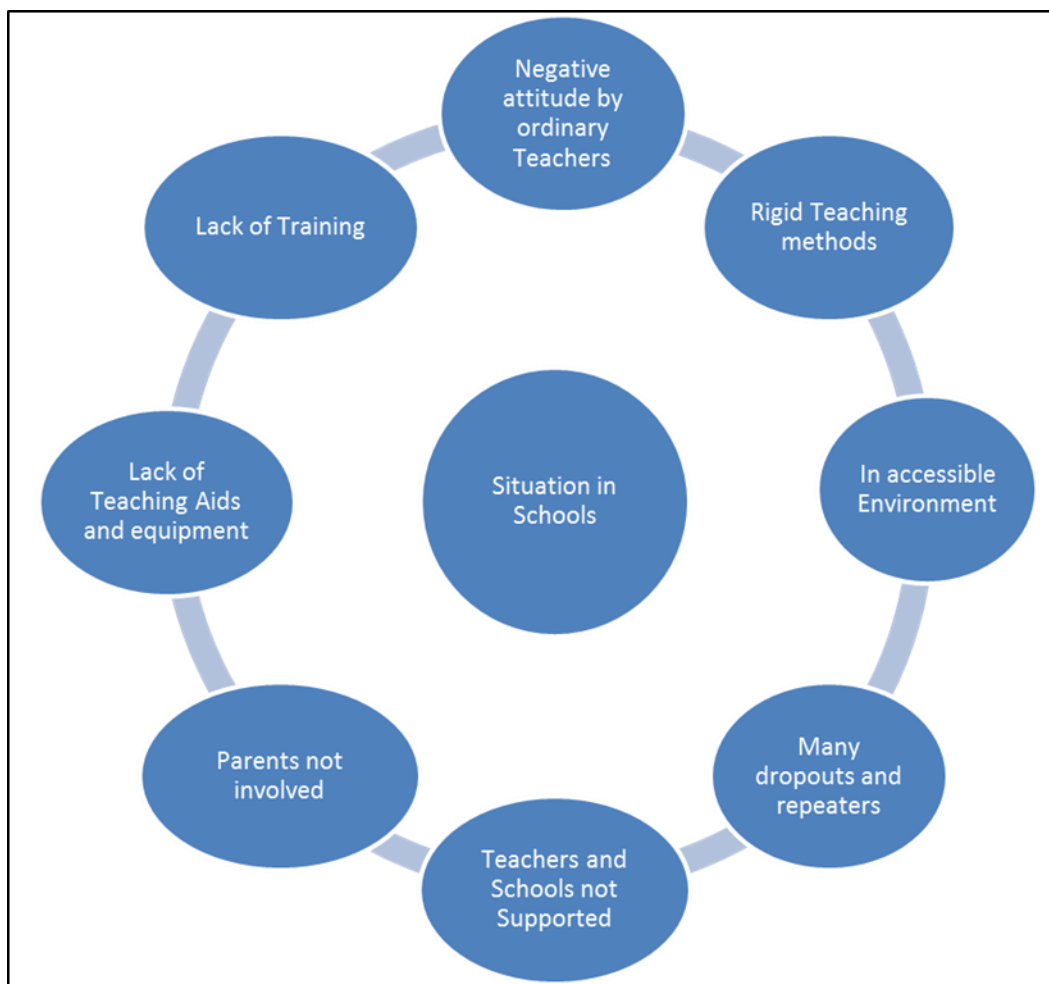 Negative
attitude by
ordinary
Teachers
Rigid Teaching
methods
In accessible
Environment
Many
dropouts and
repeaters
Teachers and
Schools not
Supported
Parents not
involved
Lack of
Teaching Aids
and equipment
Lack of Training
Situation in
Schools